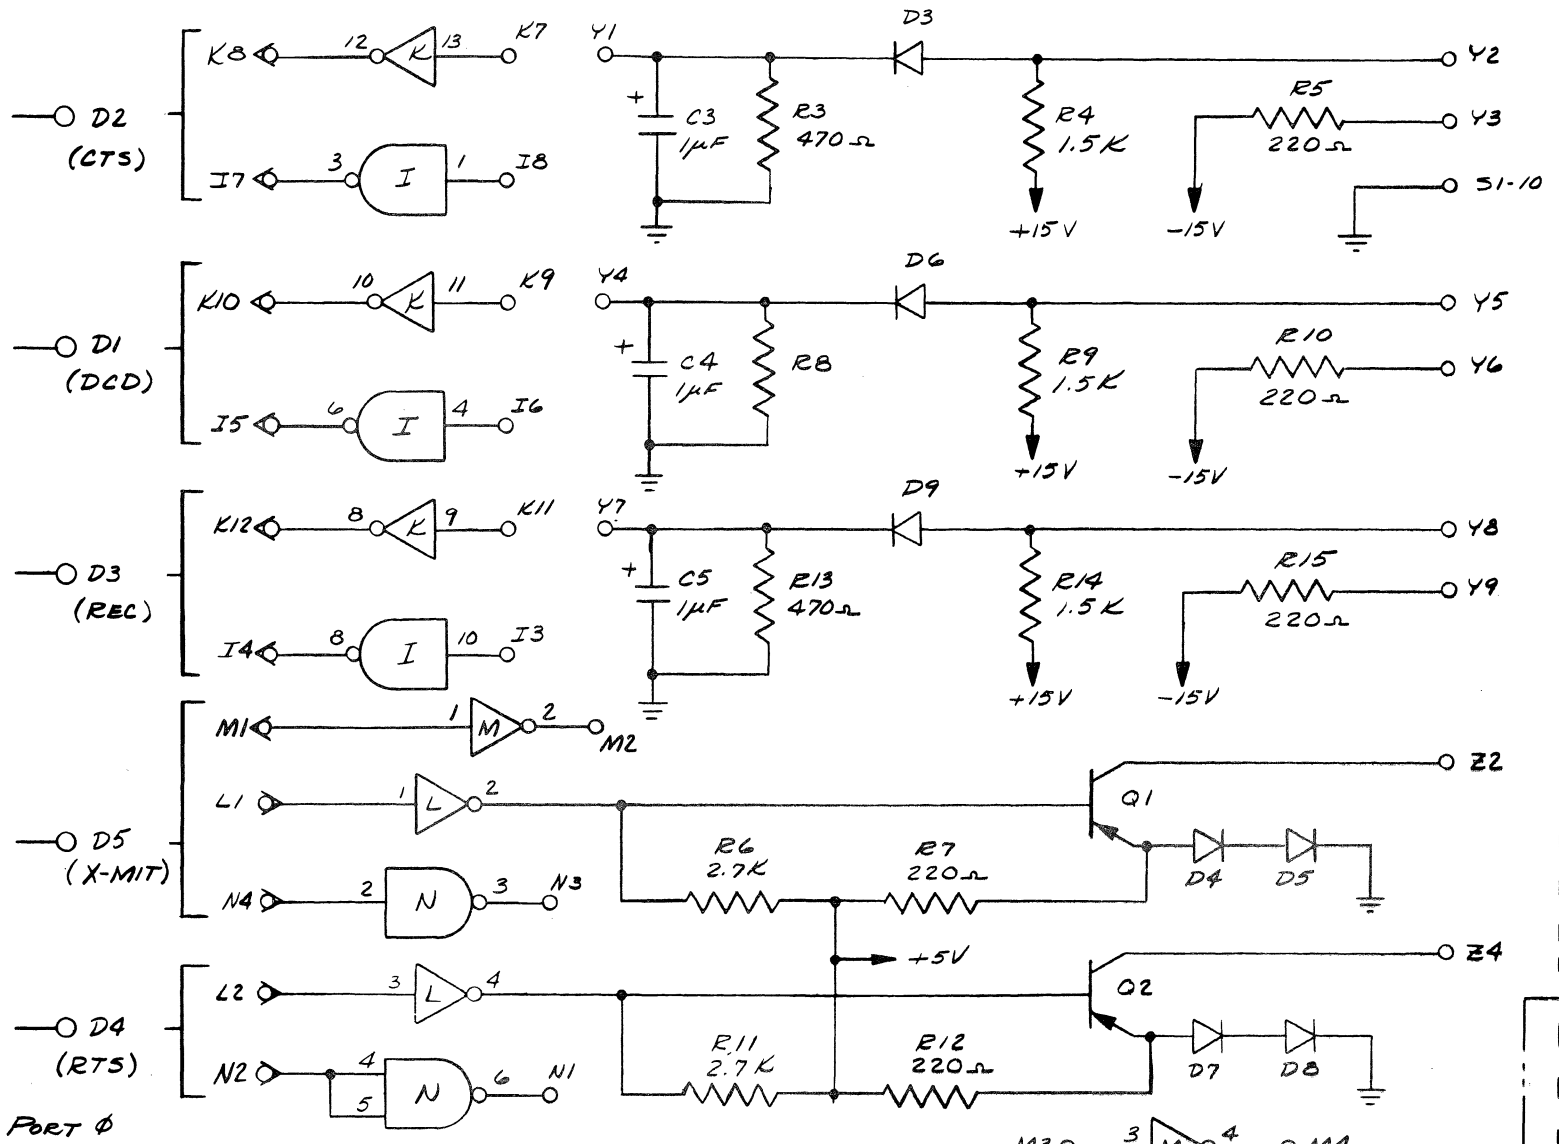 D3
K8 12 K 13 K7 Y1 Y2
+ C3 1µF R3 470Ω R4 1.5K R5 220Ω Y3
D2 (CTS)
I7 3 I 1 I8 +15V -15V S1-10
D6
K10 10 K 11 K9 Y4 Y5
+ C4 1µF R8 R9 1.5K R10 220Ω Y6
D1 (DCD)
I5 6 I 4 I6 +15V -15V
D9
K12 8 K 9 K11 Y7 Y8
+ C5 1µF R13 470Ω R14 1.5K R15 220Ω Y9
D3 (REC)
I4 8 I 10 I3 +15V -15V
M1 1 M 2 M2
Z2
L1 1 L 2 Q1
D5 (X-MIT)
R6 2.7K R7 220Ω D4 D5
N4 2 N 3 N3
+5V Z4
L2 3 L 4 Q2
D4 (RTS)
R11 2.7K R12 220Ω D7 D8
N2 4 5 N 6 N1
PORT Ø
3 4